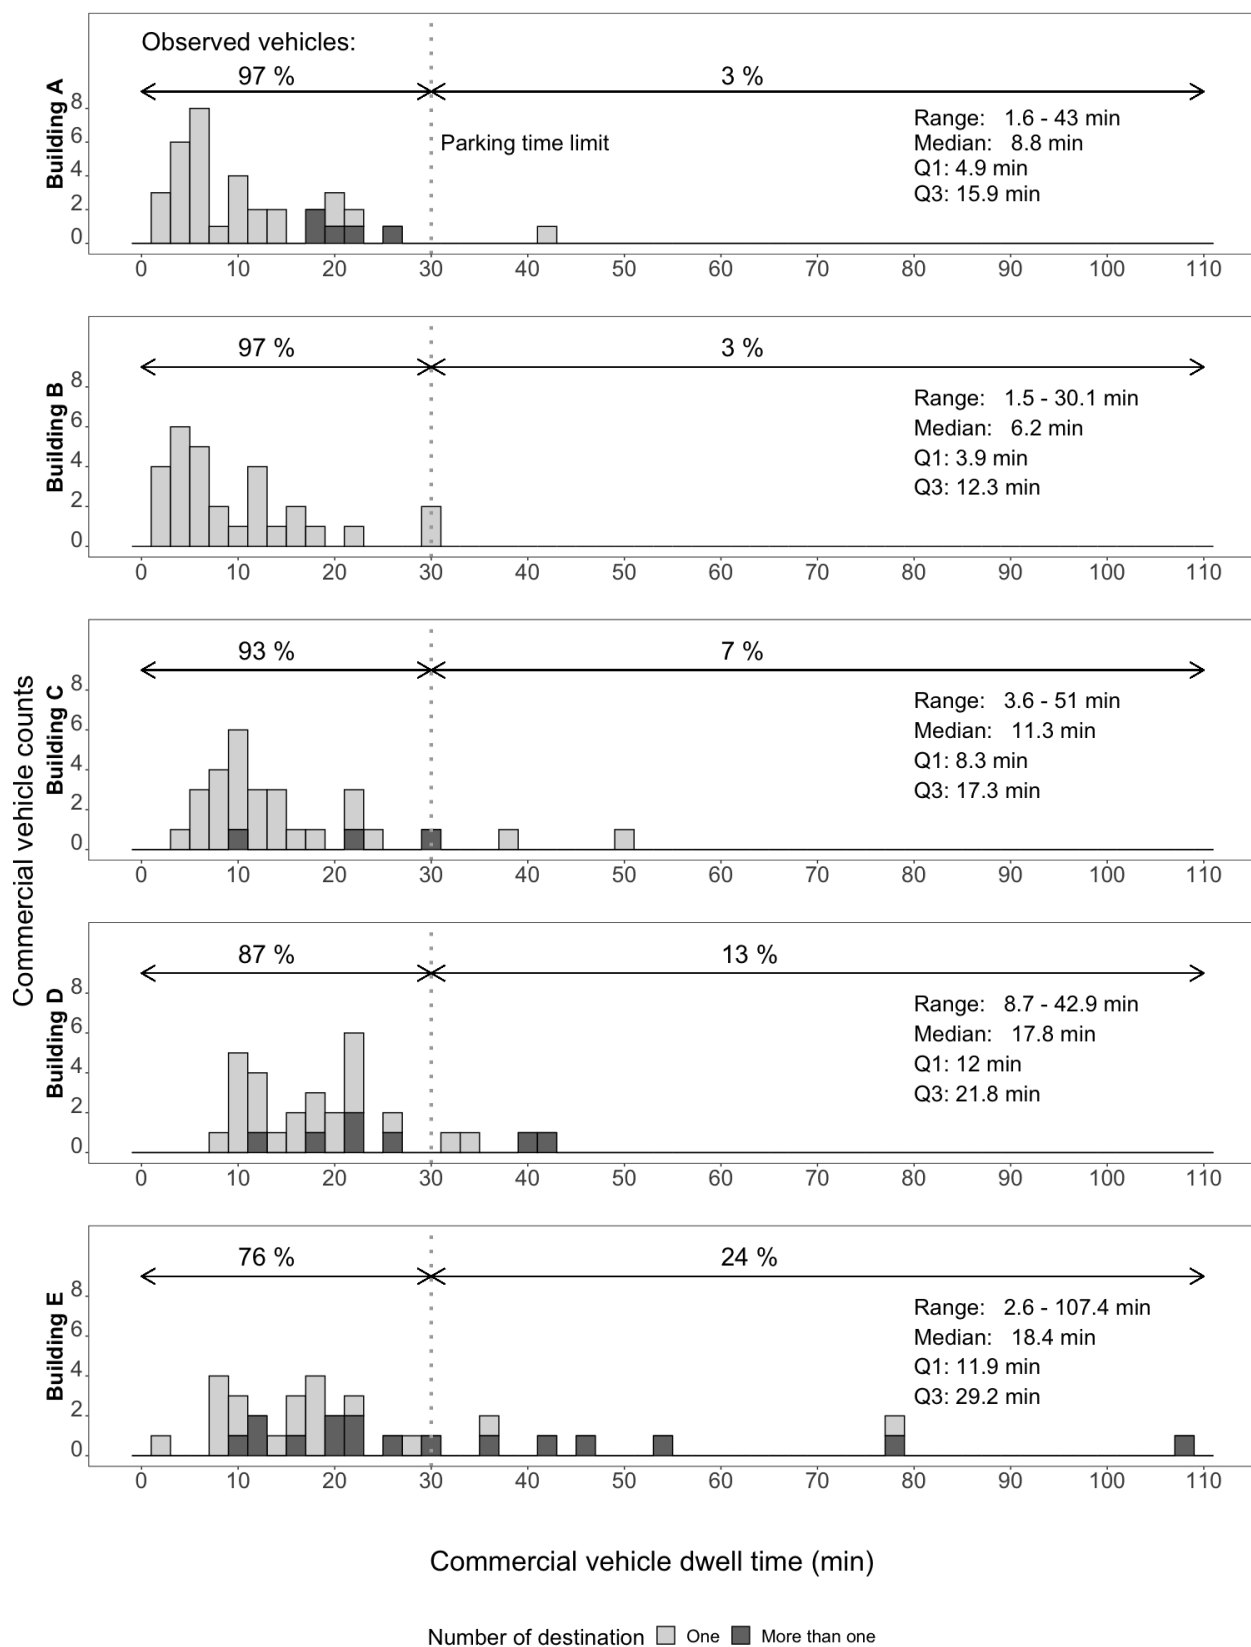 Observed vehicles:
97 %
3 %
Building A
8
6
4
2
0
Parking time limit
Range: 1.6 - 43 min
Median: 8.8 min
Q1: 4.9 min
Q3: 15.9 min
0 10 20 30 40 50 60 70 80 90 100 110
97 %
3 %
Building B
8
6
4
2
0
Range: 1.5 - 30.1 min
Median: 6.2 min
Q1: 3.9 min
Q3: 12.3 min
0 10 20 30 40 50 60 70 80 90 100 110
Commercial vehicle counts
93 %
7 %
Building C
8
6
4
2
0
Range: 3.6 - 51 min
Median: 11.3 min
Q1: 8.3 min
Q3: 17.3 min
0 10 20 30 40 50 60 70 80 90 100 110
87 %
13 %
Building D
8
6
4
2
0
Range: 8.7 - 42.9 min
Median: 17.8 min
Q1: 12 min
Q3: 21.8 min
0 10 20 30 40 50 60 70 80 90 100 110
76 %
24 %
Building E
8
6
4
2
0
Range: 2.6 - 107.4 min
Median: 18.4 min
Q1: 11.9 min
Q3: 29.2 min
0 10 20 30 40 50 60 70 80 90 100 110
Commercial vehicle dwell time (min)
Number of destination One More than one